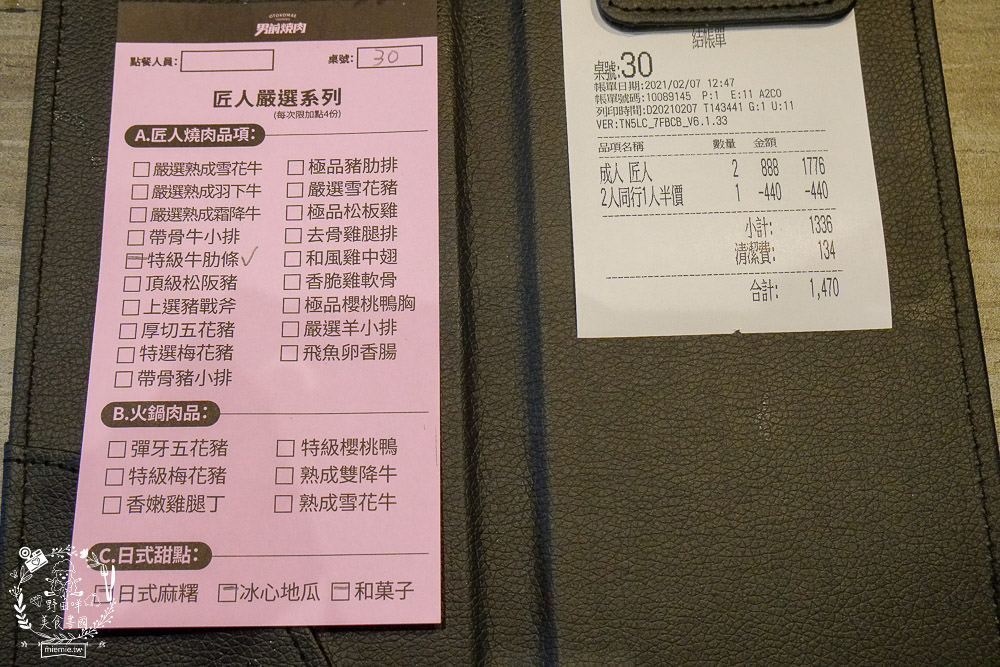 OTOKOMAE
男前燒肉
點餐人員:
桌號: 30
匠人嚴選系列
(每次限加點4份)
A.匠人燒肉品項:
嚴選熟成雪花牛
嚴選熟成羽下牛
嚴選熟成霜降牛
帶骨牛小排
特級牛肋條✓
頂級松阪豬
上選豬戰斧
厚切五花豬
特選梅花豬
帶骨豬小排
極品豬肋排
嚴選雪花豬
極品松板雞
去骨雞腿排
和風雞中翅
香脆雞軟骨
極品櫻桃鴨胸
嚴選羊小排
飛魚卵香腸
B.火鍋肉品:
彈牙五花豬
特級梅花豬
香嫩雞腿丁
特級櫻桃鴨
熟成雙降牛
熟成雪花牛
C.日式甜點:
日式麻糬 冰心地瓜 和菓子
結帳單
桌號:30
帳單日期:2021/02/07 12:47
帳單號碼:10089145 P:1 E:11 A2C0
列印時間:D20210207 T143441 G:1 U:11
VER:TN5LC_7FBCB_V6.1.33
品項名稱 數量 金額
成人 匠人 2 888 1776
2人同行1人半價 1 -440 -440
小計: 1336
清潔費: 134
合計: 1,470
野田咩
美食樂園
miemie.tw